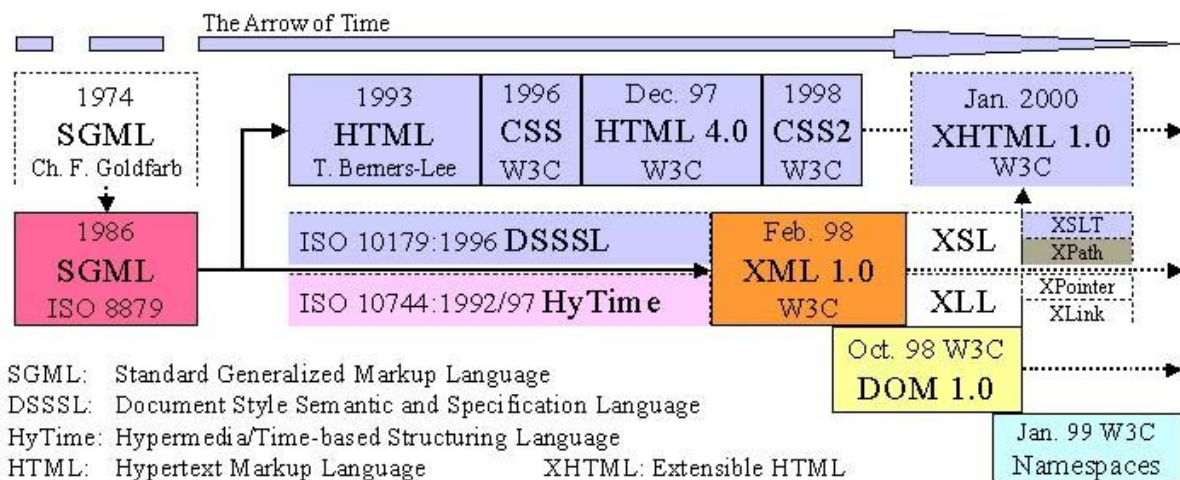 The Arrow of Time
1974
SGML
Ch. F. Goldfarb
1993
HTML
T. Berners-Lee
1996
CSS
W3C
Dec. 97
HTML 4.0
W3C
1998
CSS2
W3C
Jan. 2000
XHTML 1.0
W3C
1986
SGML
ISO 8879
ISO 10179:1996 DSSSL
ISO 10744:1992/97 HyTime
Feb. 98
XML 1.0
W3C
XSL
XLL
XSLT
XPath
XPointer
XLink
Oct. 98 W3C
DOM 1.0
Jan. 99 W3C
Namespaces
SGML: Standard Generalized Markup Language
DSSSL: Document Style Semantic and Specification Language
HyTime: Hypermedia/Time-based Structuring Language
HTML: Hypertext Markup Language XHTML: Extensible HTML